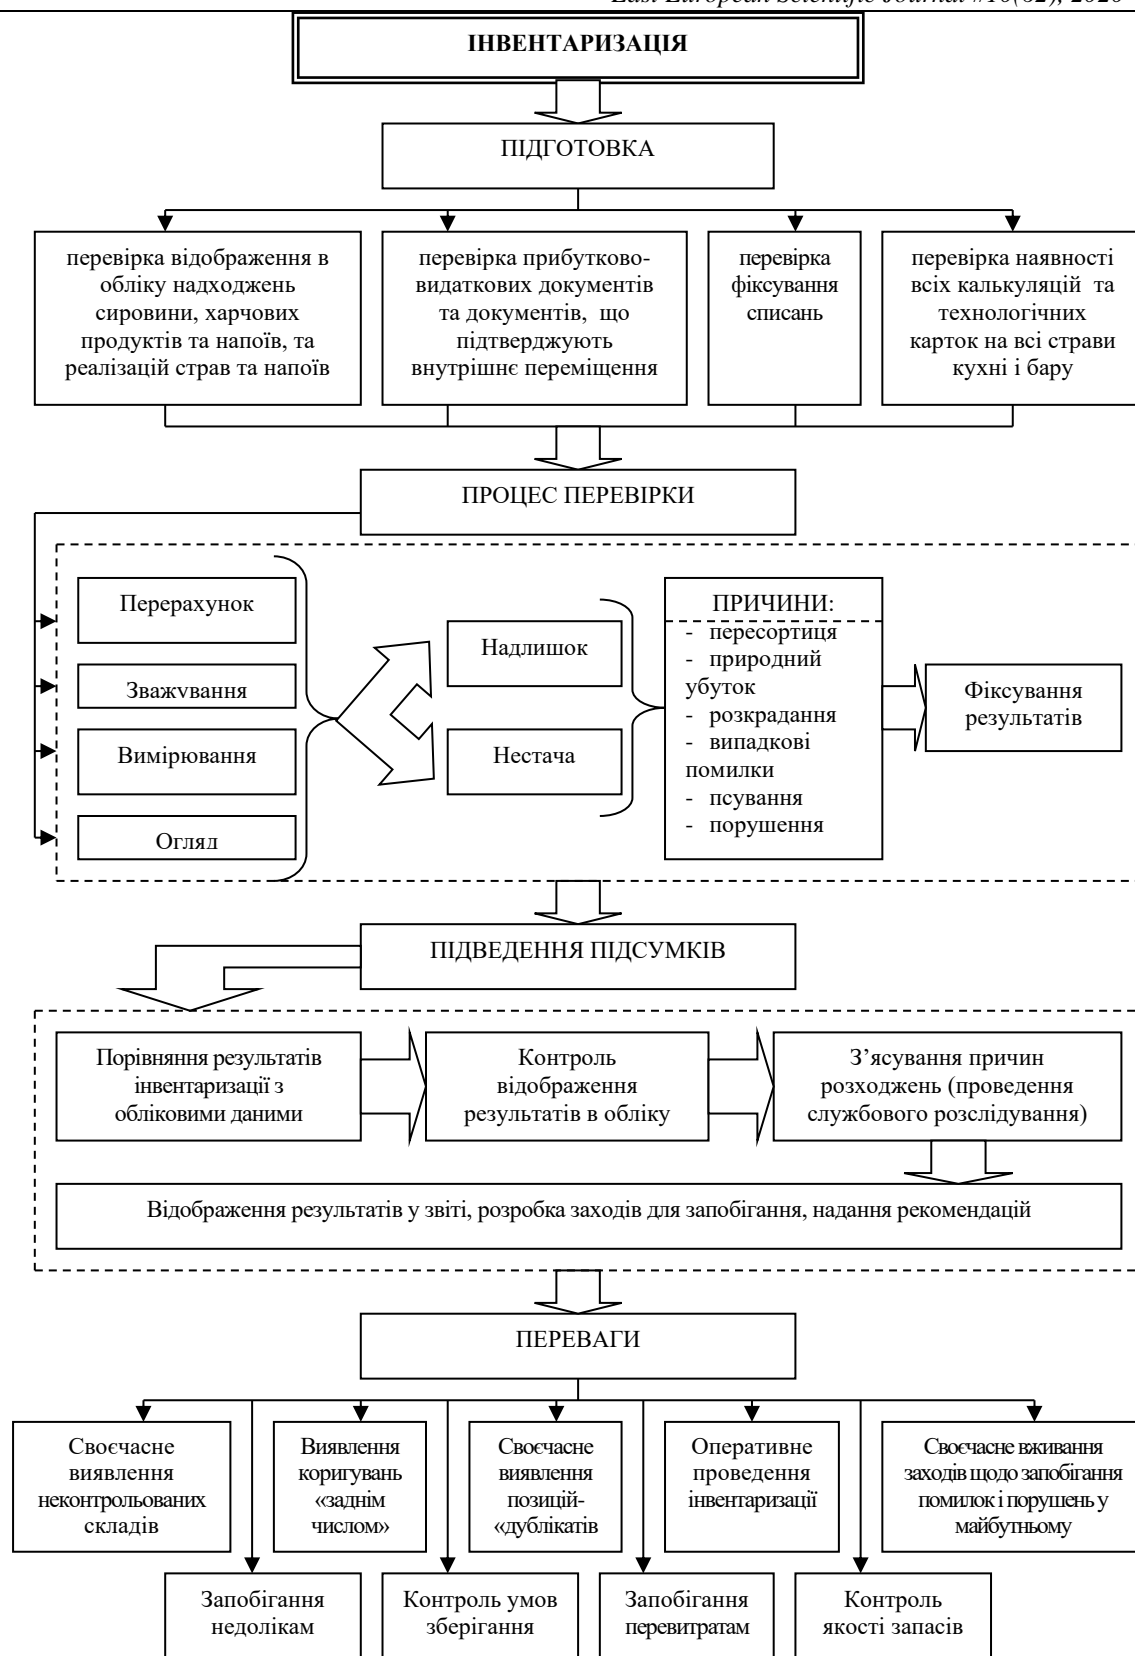 East European Scientific Journal #10(62), 2020
ІНВЕНТАРИЗАЦІЯ
ПІДГОТОВКА
перевірка відображення в
обліку надходжень
сировини, харчових
продуктів та напоїв, та
реалізацій страв та напоїв
перевірка прибутково-
видаткових документів
та документів, що
підтверджують
внутрішнє переміщення
перевірка
фіксування
списань
перевірка наявності
всіх калькуляцій та
технологічних
карток на всі страви
кухні і бару
ПРОЦЕС ПЕРЕВІРКИ
Перерахунок
Зважування
Вимірювання
Огляд
Надлишок
Нестача
ПРИЧИНИ:
- пересортиця
- природний
убуток
- розкрадання
- випадкові
помилки
- псування
- порушення
Фіксування
результатів
ПІДВЕДЕННЯ ПІДСУМКІВ
Порівняння результатів
інвентаризації з
обліковими даними
Контроль
відображення
результатів в обліку
З’ясування причин
розходжень (проведення
службового розслідування)
Відображення результатів у звіті, розробка заходів для запобігання, надання рекомендацій
ПЕРЕВАГИ
Своєчасне
виявлення
неконтрольованих
складів
Виявлення
коригувань
«заднім
числом»
Своєчасне
виявлення
позицій-
«дублікатів
Оперативне
проведення
інвентаризації
Своєчасне вживання
заходів щодо запобігання
помилок і порушень у
майбутньому
Запобігання
недолікам
Контроль умов
зберігання
Запобігання
перевитратам
Контроль
якості запасів